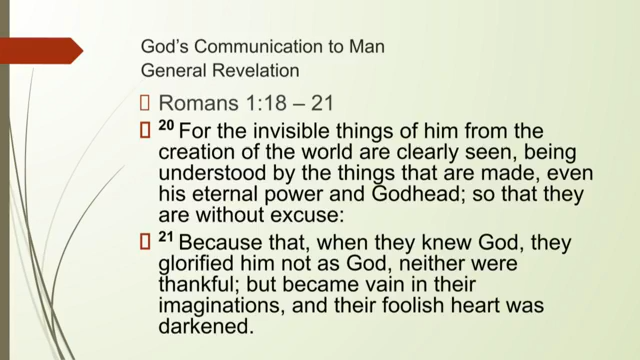 God's Communication to Man
General Revelation
Romans 1:18 – 21
20 For the invisible things of him from the
creation of the world are clearly seen, being
understood by the things that are made, even
his eternal power and Godhead; so that they
are without excuse:
21 Because that, when they knew God, they
glorified him not as God, neither were
thankful; but became vain in their
imaginations, and their foolish heart was
darkened.